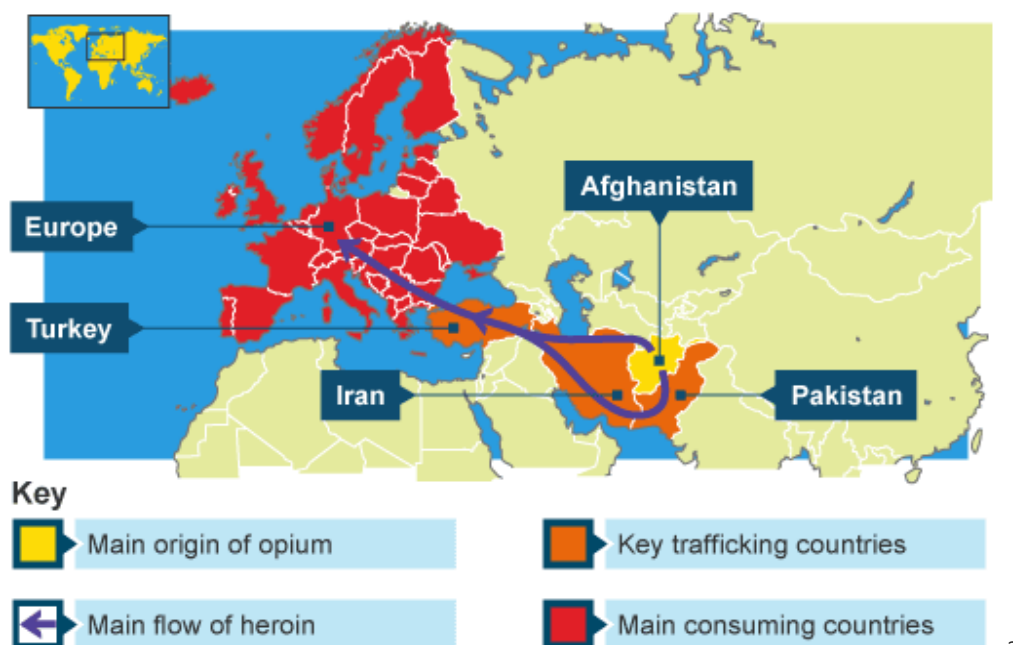 Afghanistan
Europe
Turkey
Iran
Pakistan
Key
Main origin of opium
Key trafficking countries
Main flow of heroin
Main consuming countries